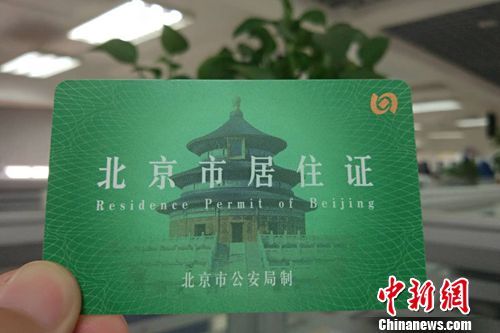 北京市居住证
Residence Permit of Beijing
北京市公安局制
中新网
Chinanews.com